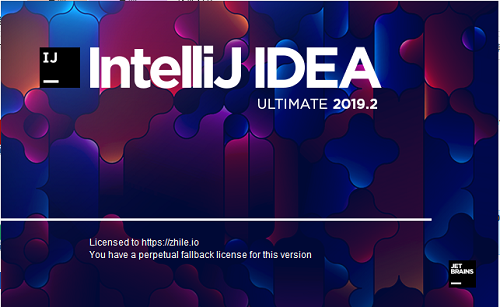 IJ
IntelliJ IDEA
ULTIMATE 2019.2
Licensed to https://zhile.io
You have a perpetual fallback license for this version
JET
BRAINS